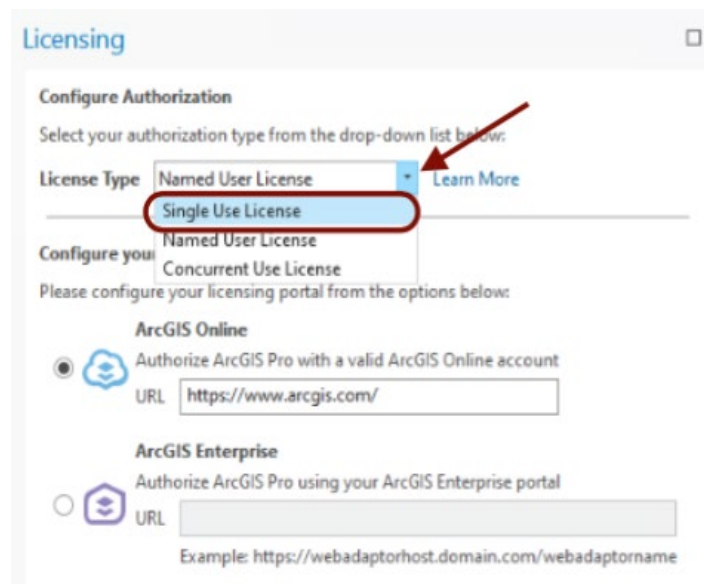 Licensing
Configure Authorization
Select your authorization type from the drop-down list below:
License Type Named User License Learn More
Single Use License
Named User License
Configure your
Concurrent Use License
Please configure your licensing portal from the options below:
ArcGIS Online
Authorize ArcGIS Pro with a valid ArcGIS Online account
URL https://www.arcgis.com/
ArcGIS Enterprise
Authorize ArcGIS Pro using your ArcGIS Enterprise portal
URL
Example: https://webadaptorhost.domain.com/webadaptorname